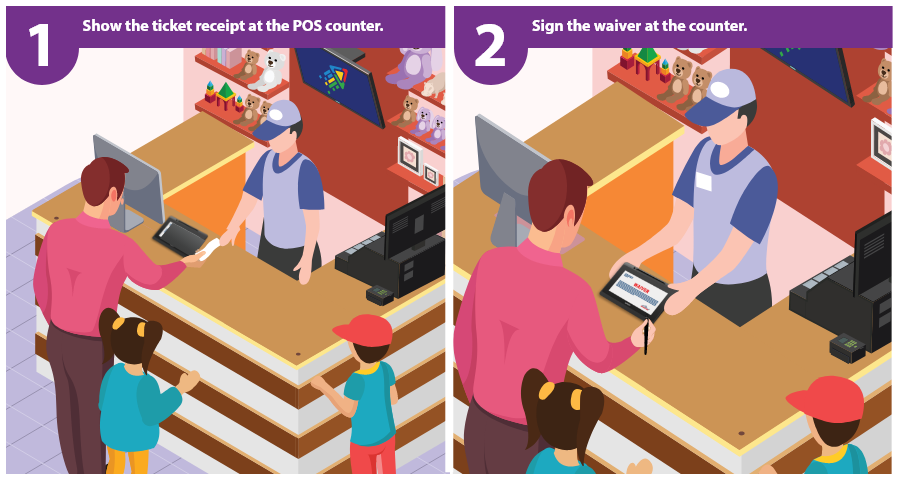 1
Show the ticket receipt at the POS counter.
2
Sign the waiver at the counter.
WAIVER